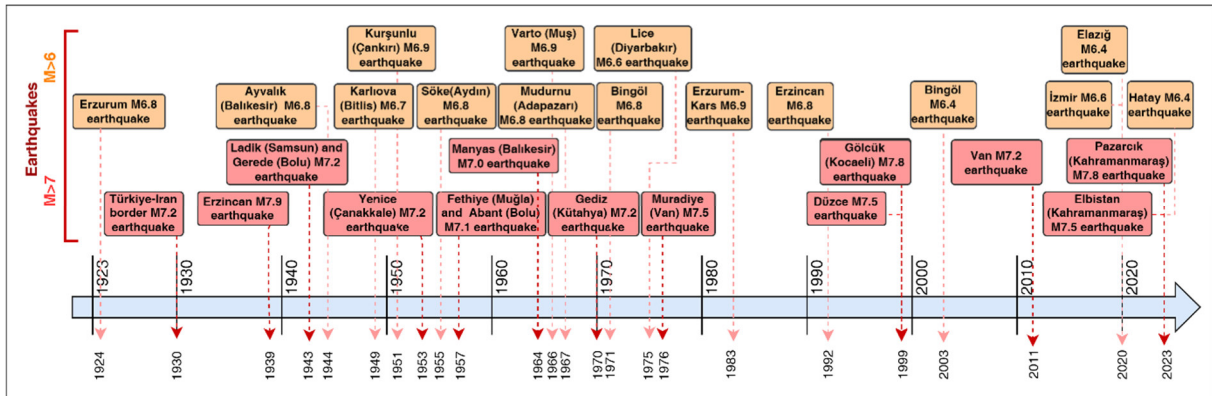 Earthquakes
M>6
M>7
Kurşunlu
(Çankırı) M6.9
earthquake
Varto (Muş)
M6.9
earthquake
Lice
(Diyarbakır)
M6.6 earthquake
Elazığ
M6.4
earthquake
Erzurum M6.8
earthquake
Ayvalık
(Balıkesir) M6.8
earthquake
Karlıova
(Bitlis) M6.7
earthquake
Söke(Aydın)
M6.8
earthquake
Mudurnu
(Adapazarı)
M6.8 earthquake
Bingöl
M6.8
earthquake
Erzurum-
Kars M6.9
earthquake
Erzincan
M6.8
earthquake
Bingöl
M6.4
earthquake
İzmir M6.6
earthquake
Hatay M6.4
earthquake
Ladik (Samsun) and
Gerede (Bolu) M7.2
earthquake
Manyas (Balıkesir)
M7.0 earthquake
Gölcük
(Kocaeli) M7.8
earthquake
Van M7.2
earthquake
Pazarcık
(Kahramanmaraş)
M7.8 earthquake
Türkiye-Iran
border M7.2
earthquake
Erzincan M7.9
earthquake
Yenice
(Çanakkale) M7.2
earthquake
Fethiye (Muğla)
and Abant (Bolu)
M7.1 earthquake
Gediz
(Kütahya) M7.2
earthquake
Muradiye
(Van) M7.5
earthquake
Düzce M7.5
earthquake
Elbistan
(Kahramanmaraş)
M7.5 earthquake
1923
1930
1940
1950
1960
1970
1980
1990
2000
2010
2020
1924
1930
1939
1943
1944
1949
1951
1953
1955
1957
1964
1966
1967
1970
1971
1975
1976
1983
1992
1999
2003
2011
2020
2023